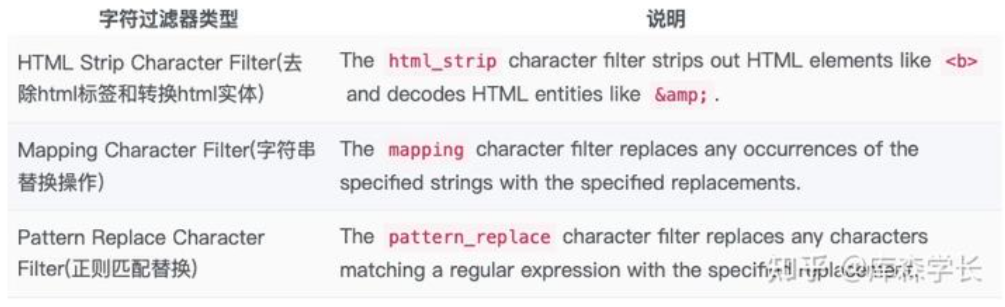 字符过滤器类型 说明
HTML Strip Character Filter(去 The html_strip character filter strips out HTML elements like <b>
除html标签和转换html实体) and decodes HTML entities like &amp;.
Mapping Character Filter(字符串 The mapping character filter replaces any occurrences of the
替换操作) specified strings with the specified replacements.
Pattern Replace Character The pattern_replace character filter replaces any characters
Filter(正则匹配替换) matching a regular expression with the specified replacement.
知乎 @库森学长